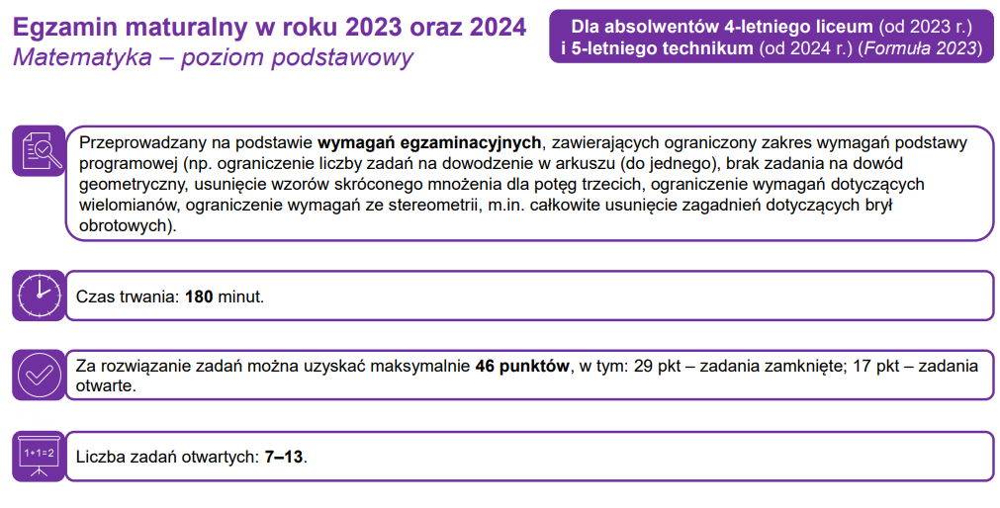 Egzamin maturalny w roku 2023 oraz 2024
Matematyka – poziom podstawowy
Dla absolwentów 4-letniego liceum (od 2023 r.)
i 5-letniego technikum (od 2024 r.) (Formuła 2023)
Przeprowadzany na podstawie wymagań egzaminacyjnych, zawierających ograniczony zakres wymagań podstawy
programowej (np. ograniczenie liczby zadań na dowodzenie w arkuszu (do jednego), brak zadania na dowód
geometryczny, usunięcie wzorów skróconego mnożenia dla potęg trzecich, ograniczenie wymagań dotyczących
wielomianów, ograniczenie wymagań ze stereometrii, m.in. całkowite usunięcie zagadnień dotyczących brył
obrotowych).
Czas trwania: 180 minut.
Za rozwiązanie zadań można uzyskać maksymalnie 46 punktów, w tym: 29 pkt – zadania zamknięte; 17 pkt – zadania
otwarte.
1+1=2
Liczba zadań otwartych: 7–13.